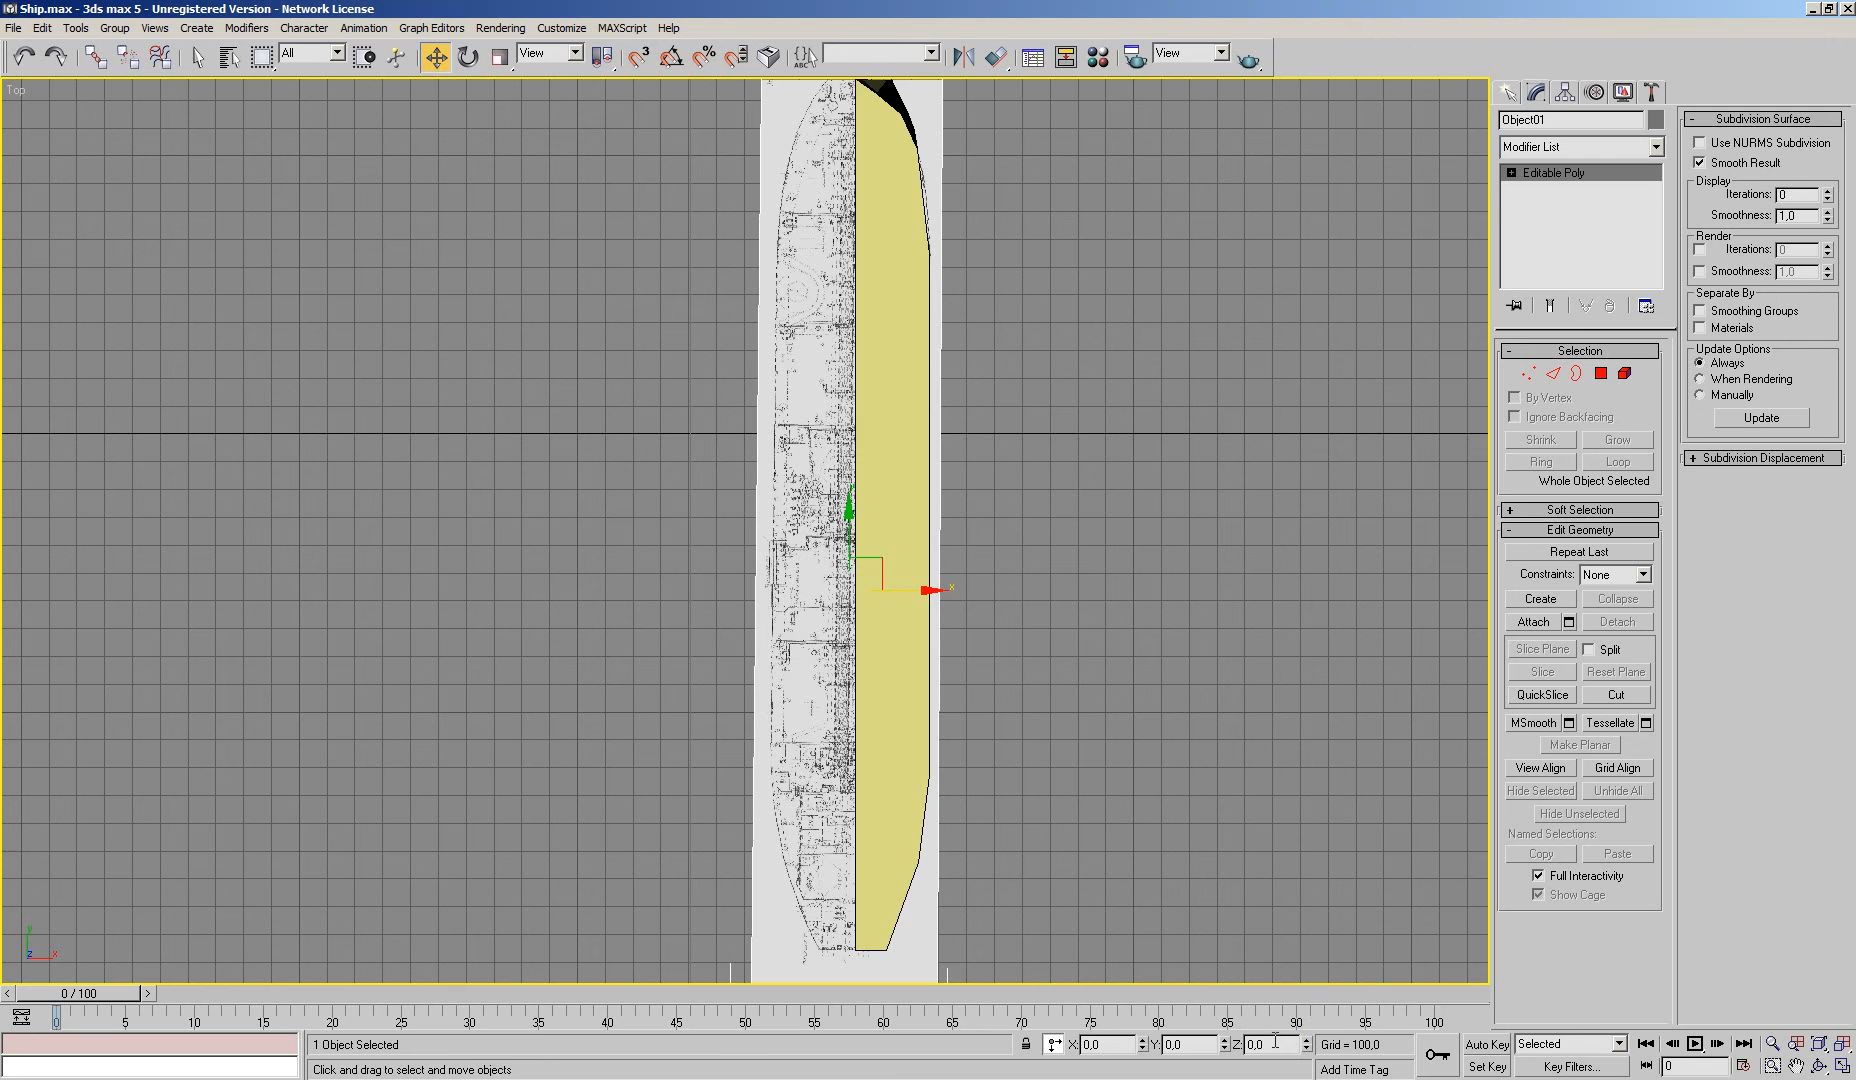 Ship.max - 3ds max 5 - Unregistered Version - Network License
File Edit Tools Group Views Create Modifiers Character Animation Graph Editors Rendering Customize MAXScript Help
All View 3 % ABC View
Top
Object01
Modifier List
Editable Poly
Selection
By Vertex
Ignore Backfacing
Shrink Grow
Ring Loop
Whole Object Selected
+ Soft Selection
- Edit Geometry
Repeat Last
Constraints: None
Create Collapse
Attach Detach
Slice Plane Split
Slice Reset Plane
QuickSlice Cut
MSmooth Tessellate
Make Planar
View Align Grid Align
Hide Selected Unhide All
Hide Unselected
Named Selections:
Copy Paste
Full Interactivity
Show Cage
- Subdivision Surface
Use NURMS Subdivision
Smooth Result
Display
Iterations: 0
Smoothness: 1,0
Render
Iterations: 0
Smoothness: 1,0
Separate By
Smoothing Groups
Materials
Update Options
Always
When Rendering
Manually
Update
+ Subdivision Displacement
x
y
z x
< 0 / 100 >
0 5 10 15 20 25 30 35 40 45 50 55 60 65 70 75 80 85 90 95 100
1 Object Selected X: 0,0 Y: 0,0 Z: 0,0 Grid = 100,0 Auto Key Selected
Click and drag to select and move objects Add Time Tag Set Key Key Filters... 0